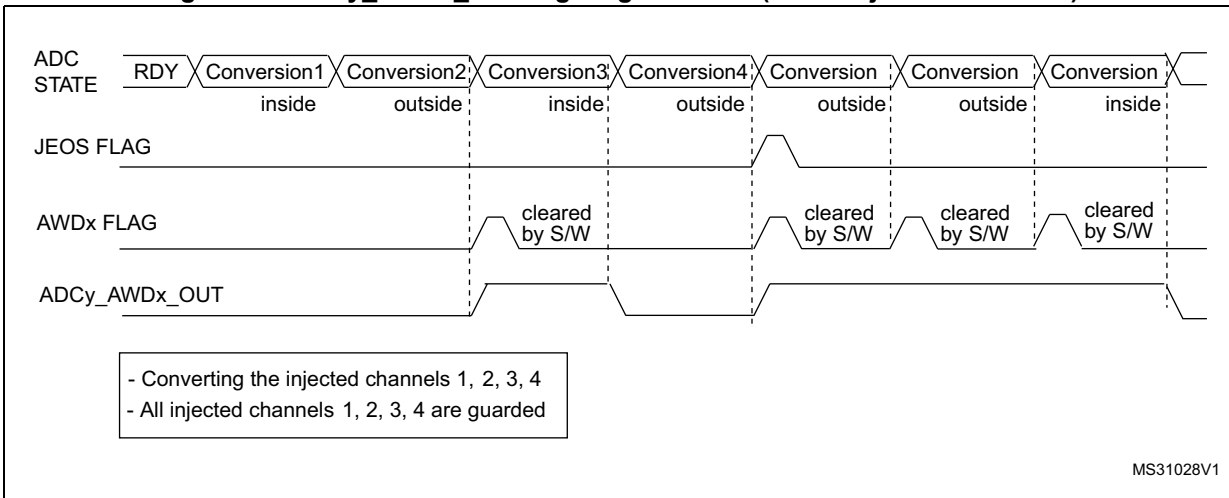 ADC
STATE
RDY Conversion1 Conversion2 Conversion3 Conversion4 Conversion Conversion Conversion
inside outside inside outside outside outside inside
JEOS FLAG
AWDx FLAG
cleared by S/W
cleared by S/W
cleared by S/W
cleared by S/W
ADCy_AWDx_OUT
- Converting the injected channels 1, 2, 3, 4
- All injected channels 1, 2, 3, 4 are guarded
MS31028V1